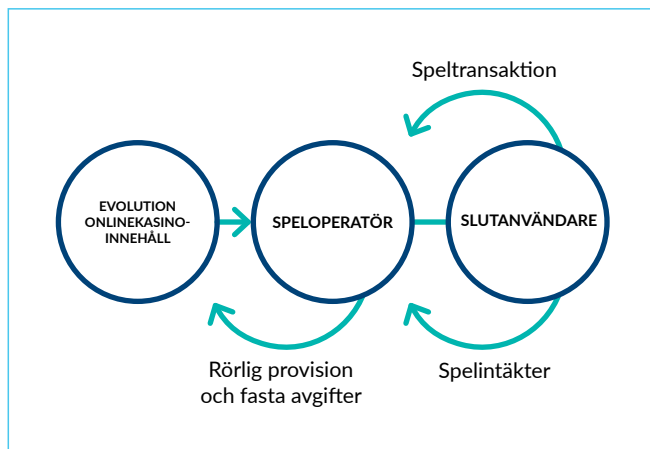 Speltransaktion
EVOLUTION
ONLINEKASINO-
INNEHÅLL
SPELOPERATÖR
SLUTANVÄNDARE
Rörlig provision
och fasta avgifter
Spelintäkter